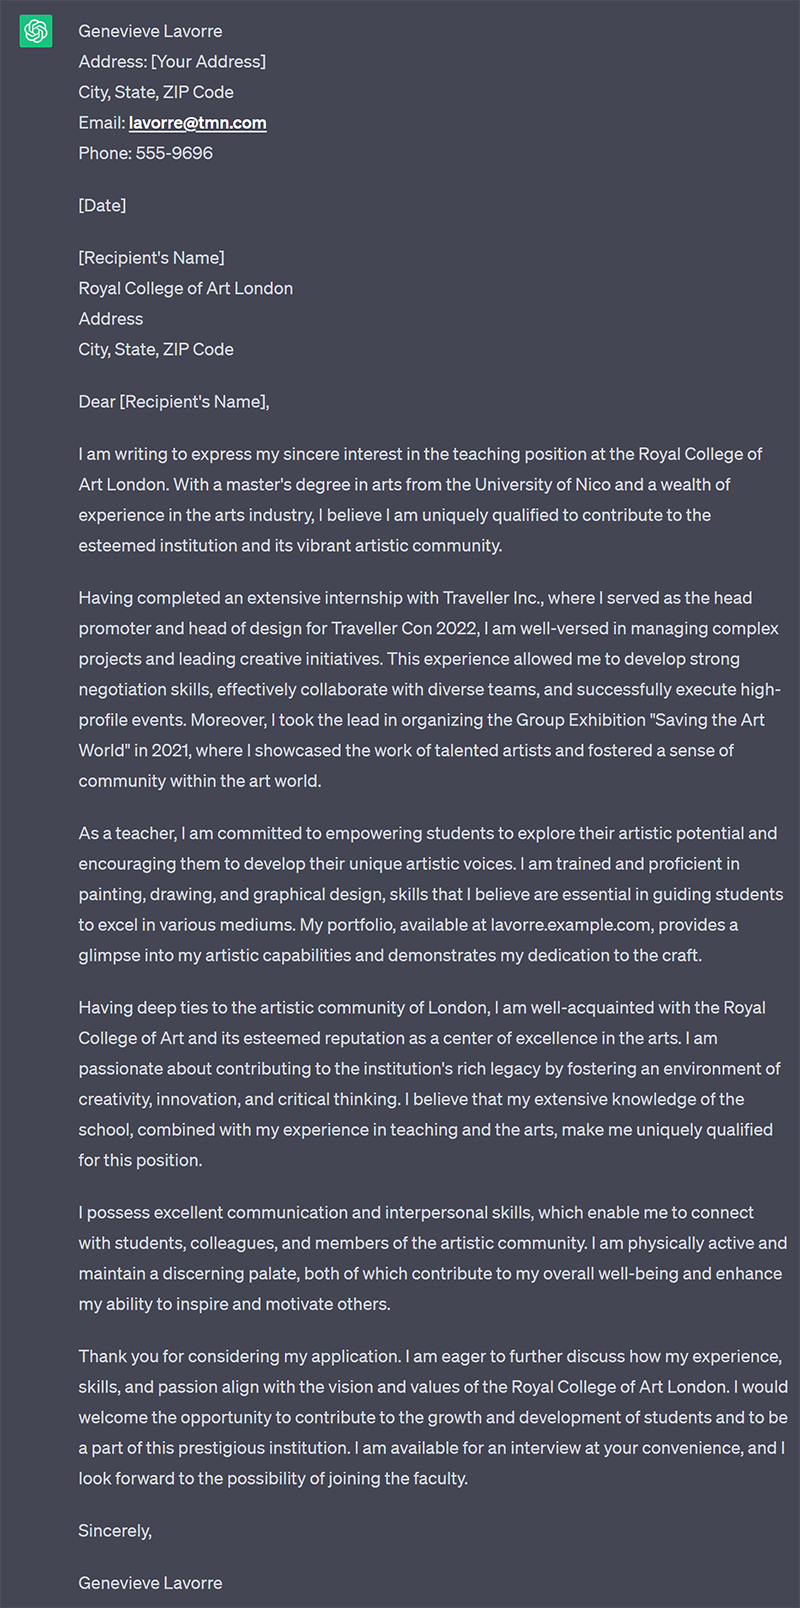 Genevieve Lavorre
Address: [Your Address]
City, State, ZIP Code
Email: lavorre@tmn.com
Phone: 555-9696
[Date]
[Recipient's Name]
Royal College of Art London
Address
City, State, ZIP Code
Dear [Recipient's Name],
I am writing to express my sincere interest in the teaching position at the Royal College of
Art London. With a master's degree in arts from the University of Nico and a wealth of
experience in the arts industry, I believe I am uniquely qualified to contribute to the
esteemed institution and its vibrant artistic community.
Having completed an extensive internship with Traveller Inc., where I served as the head
promoter and head of design for Traveller Con 2022, I am well-versed in managing complex
projects and leading creative initiatives. This experience allowed me to develop strong
negotiation skills, effectively collaborate with diverse teams, and successfully execute high-
profile events. Moreover, I took the lead in organizing the Group Exhibition "Saving the Art
World" in 2021, where I showcased the work of talented artists and fostered a sense of
community within the art world.
As a teacher, I am committed to empowering students to explore their artistic potential and
encouraging them to develop their unique artistic voices. I am trained and proficient in
painting, drawing, and graphical design, skills that I believe are essential in guiding students
to excel in various mediums. My portfolio, available at lavorre.example.com, provides a
glimpse into my artistic capabilities and demonstrates my dedication to the craft.
Having deep ties to the artistic community of London, I am well-acquainted with the Royal
College of Art and its esteemed reputation as a center of excellence in the arts. I am
passionate about contributing to the institution's rich legacy by fostering an environment of
creativity, innovation, and critical thinking. I believe that my extensive knowledge of the
school, combined with my experience in teaching and the arts, make me uniquely qualified
for this position.
I possess excellent communication and interpersonal skills, which enable me to connect
with students, colleagues, and members of the artistic community. I am physically active and
maintain a discerning palate, both of which contribute to my overall well-being and enhance
my ability to inspire and motivate others.
Thank you for considering my application. I am eager to further discuss how my experience,
skills, and passion align with the vision and values of the Royal College of Art London. I would
welcome the opportunity to contribute to the growth and development of students and to be
a part of this prestigious institution. I am available for an interview at your convenience, and I
look forward to the possibility of joining the faculty.
Sincerely,
Genevieve Lavorre